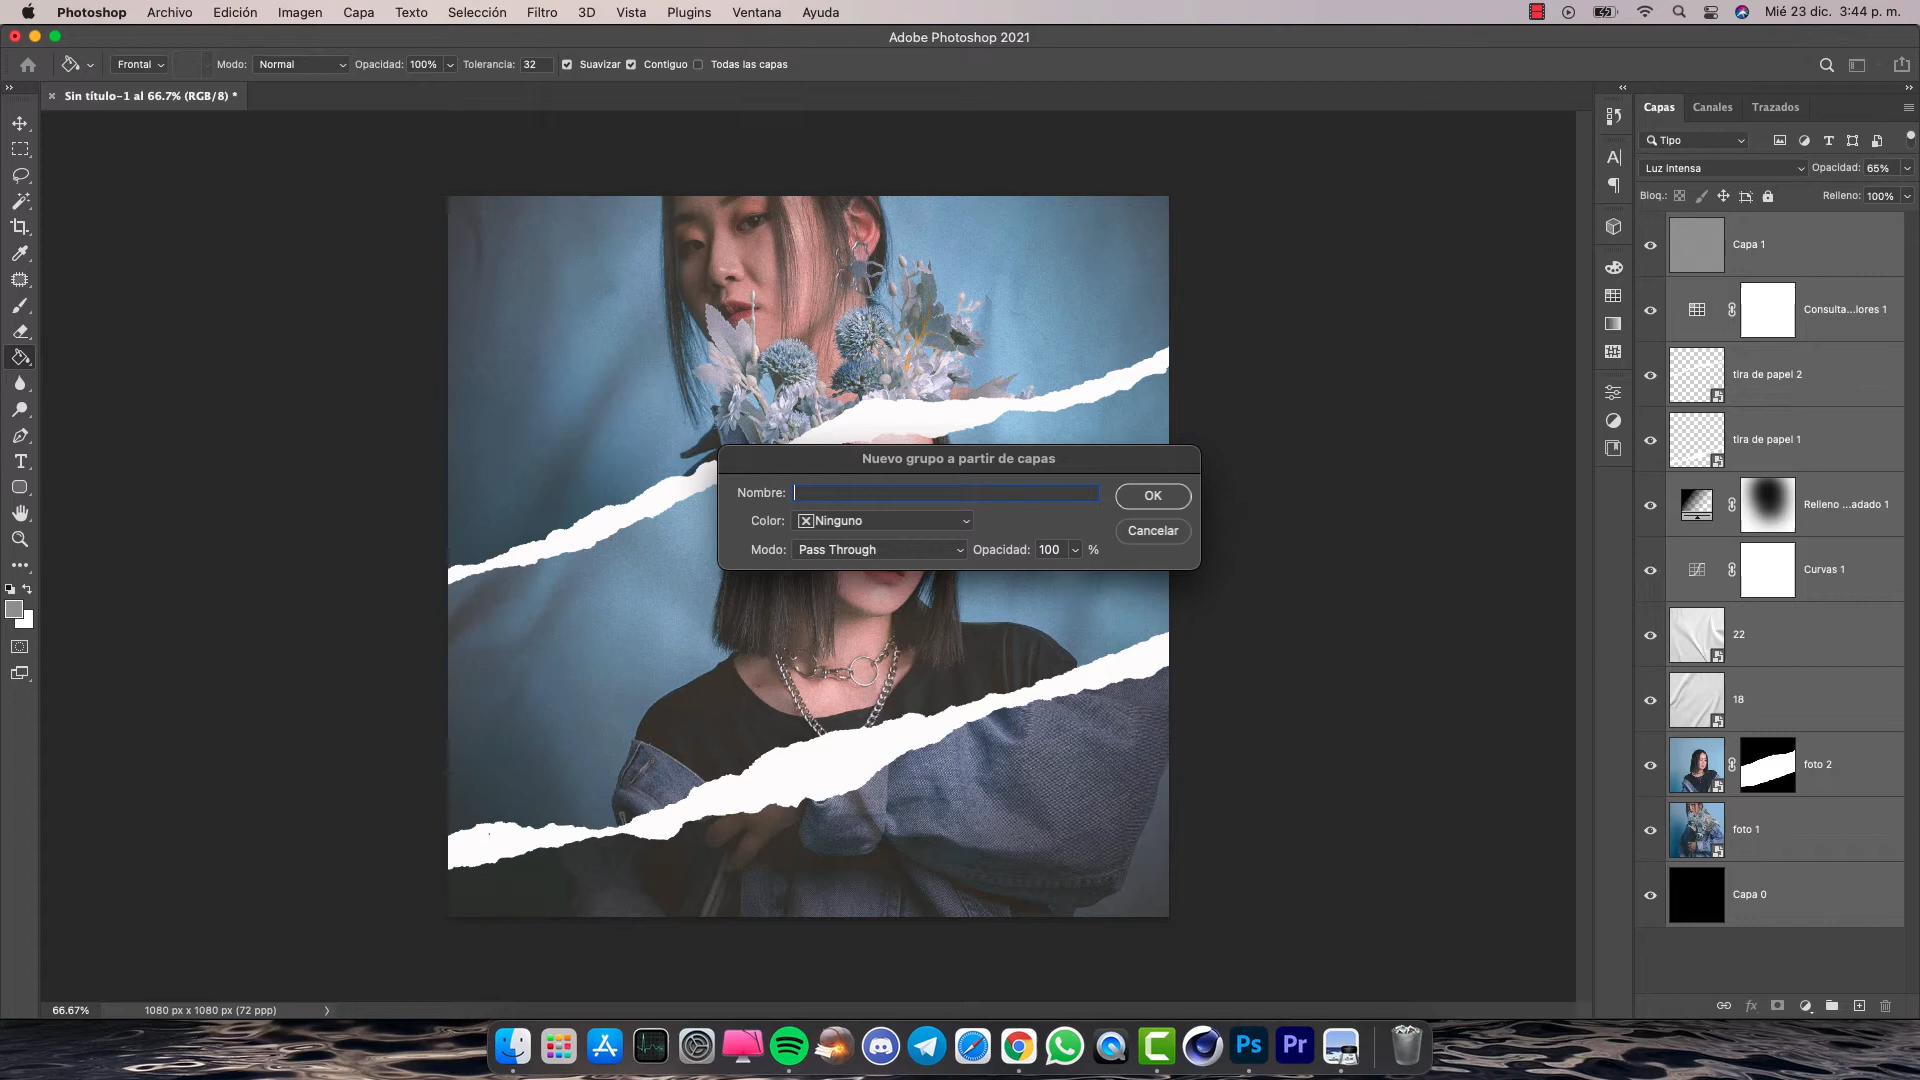 Photoshop Archivo Edición Imagen Capa Texto Selección Filtro 3D Vista Plugins Ventana Ayuda Mié 23 dic. 3:44 p. m.
Adobe Photoshop 2021
Frontal Modo: Normal Opacidad: 100% Tolerancia: 32 Suavizar Contiguo Todas las capas
Sin título-1 al 66.7% (RGB/8) *
Capas Canales Trazados
Tipo
Luz intensa Opacidad: 65%
Bloq.: Relleno: 100%
Capa 1
Consulta...lores 1
tira de papel 2
tira de papel 1
Relleno ...adado 1
Curvas 1
22
18
foto 2
foto 1
Capa 0
Nuevo grupo a partir de capas
Nombre: OK
Color: Ninguno Cancelar
Modo: Pass Through Opacidad: 100 %
66.67% 1080 px x 1080 px (72 ppp)
Ps Pr